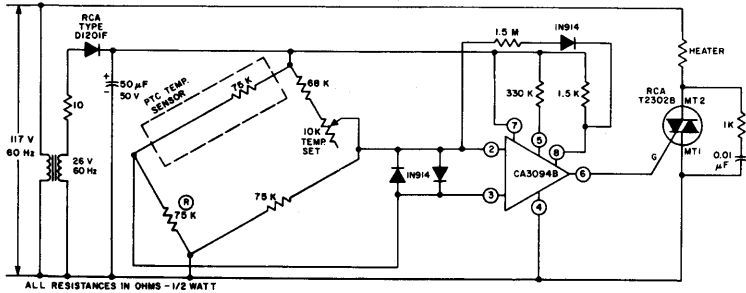 RCA
TYPE
D1201F
117 V
60 Hz
10
26 V
60 Hz
+
50 μF
50 V
-
PTC TEMP.
SENSOR
75 K
68 K
10K
TEMP.
SET
R
75 K
75 K
1.5 M
1N914
330 K
1.5 K
1N914
2
3
7
5
8
CA3094B
6
4
HEATER
RCA
T2302B
MT2
MT1
G
1K
0.01
μF
ALL RESISTANCES IN OHMS - 1/2 WATT